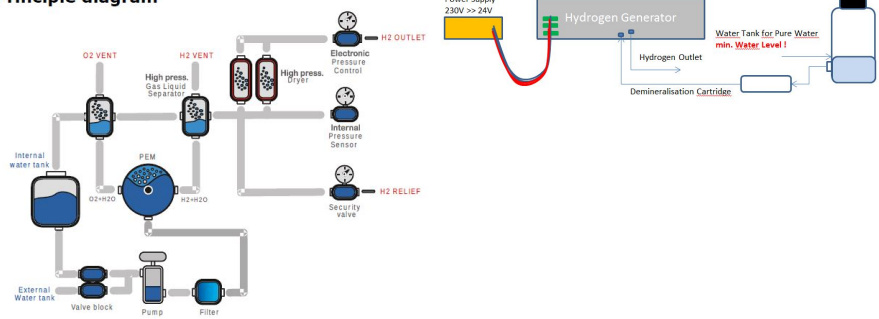 Power Supply
230V >> 24V
Hydrogen Generator
Water Tank for Pure Water
min. Water Level !
Hydrogen Outlet
Demineralisation Cartridge
diagram
H2 OUTLET
Electronic
Pressure
Control
O2 VENT
H2 VENT
High press.
Gas Liquid
Separator
High press.
Dryer
Internal
Pressure
Sensor
Internal
water tank
PEM
O2+H2O
H2+H2O
H2 RELIEF
Security
valve
External
Water tank
Valve block
Pump
Filter